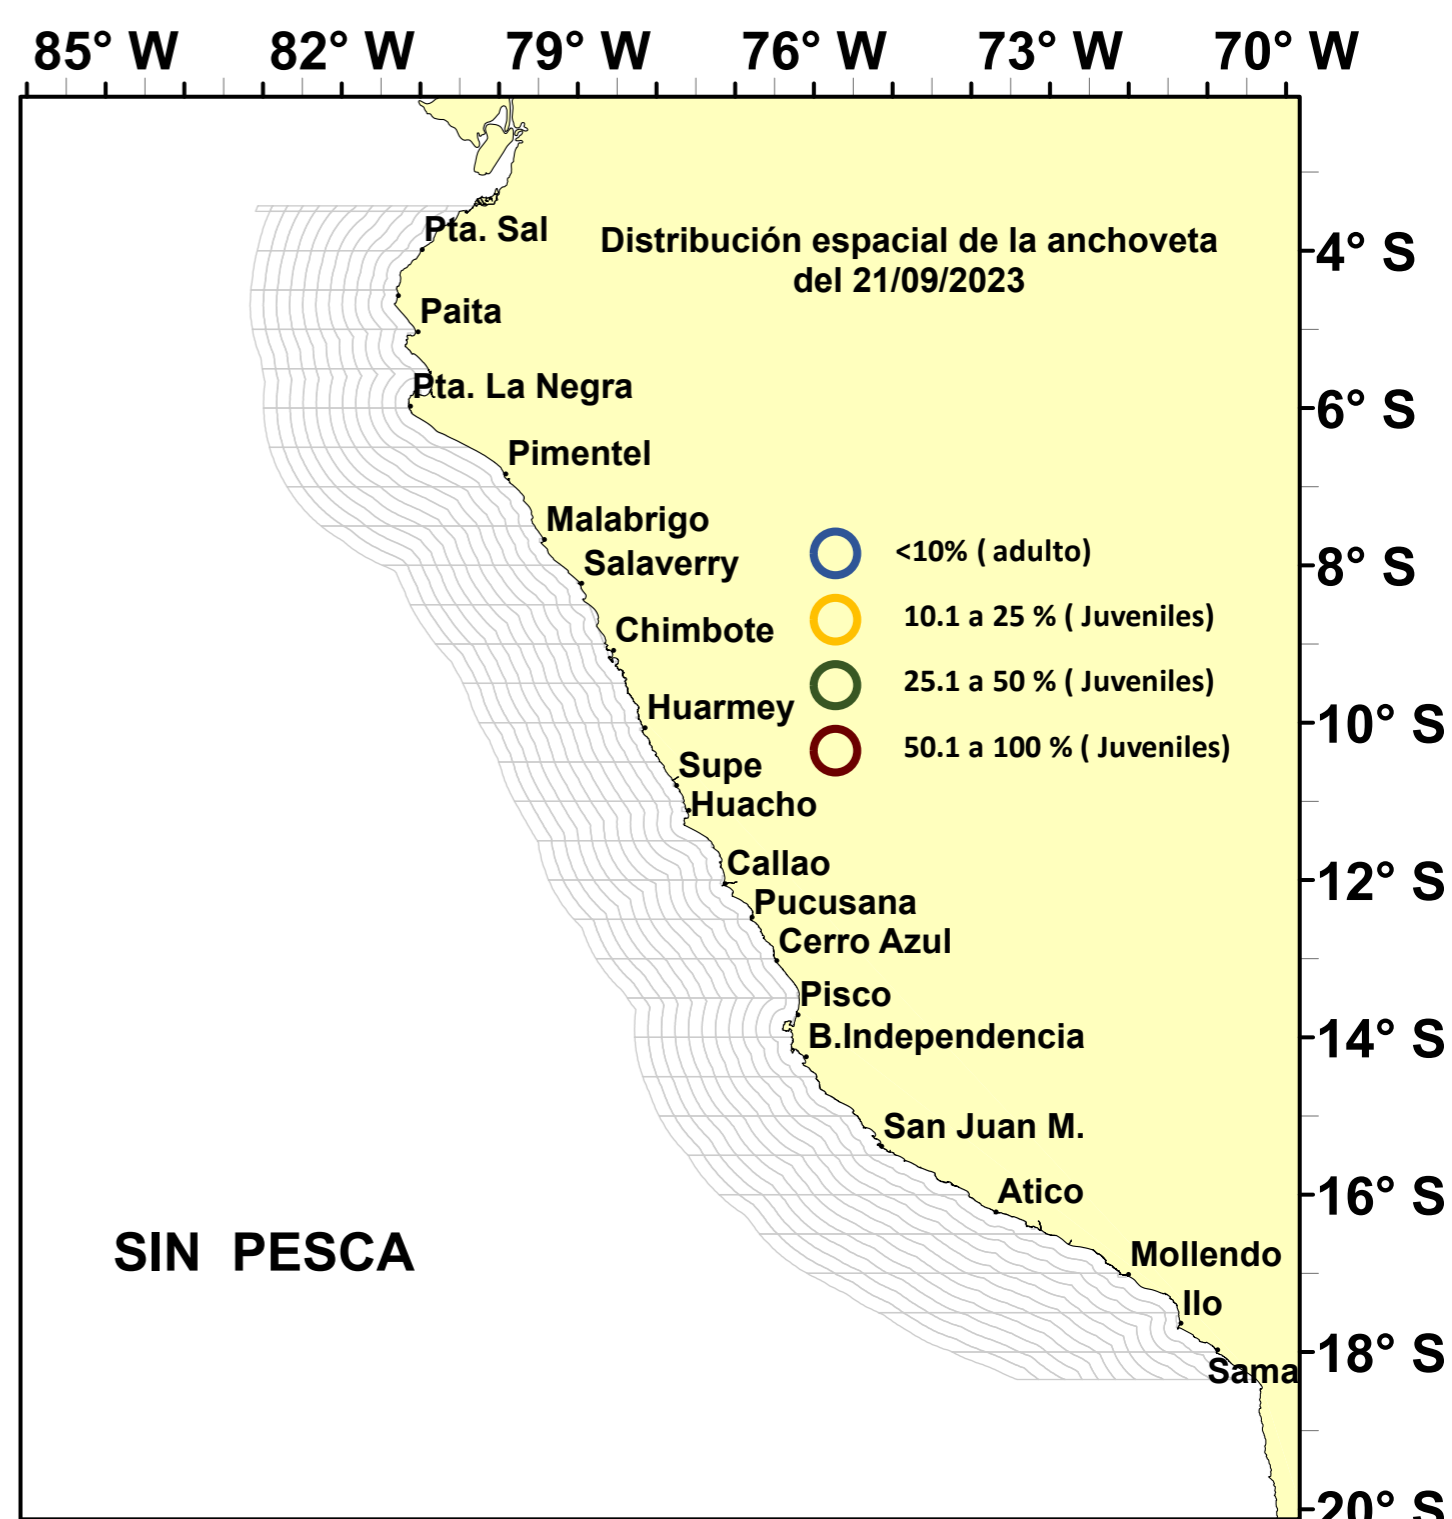 85° W 82° W 79° W 76° W 73° W 70° W
Distribución espacial de la anchoveta
del 21/09/2023
Pta. Sal
4° S
Paita
Pta. La Negra
6° S
Pimentel
Malabrigo
Salaverry
8° S
<10% ( adulto)
10.1 a 25 % ( Juveniles)
25.1 a 50 % ( Juveniles)
50.1 a 100 % ( Juveniles)
Chimbote
Huarmey
10° S
Supe
Huacho
Callao
12° S
Pucusana
Cerro Azul
Pisco
B.Independencia
14° S
San Juan M.
Atico
16° S
SIN PESCA
Mollendo
Ilo
18° S
Sama
20° S